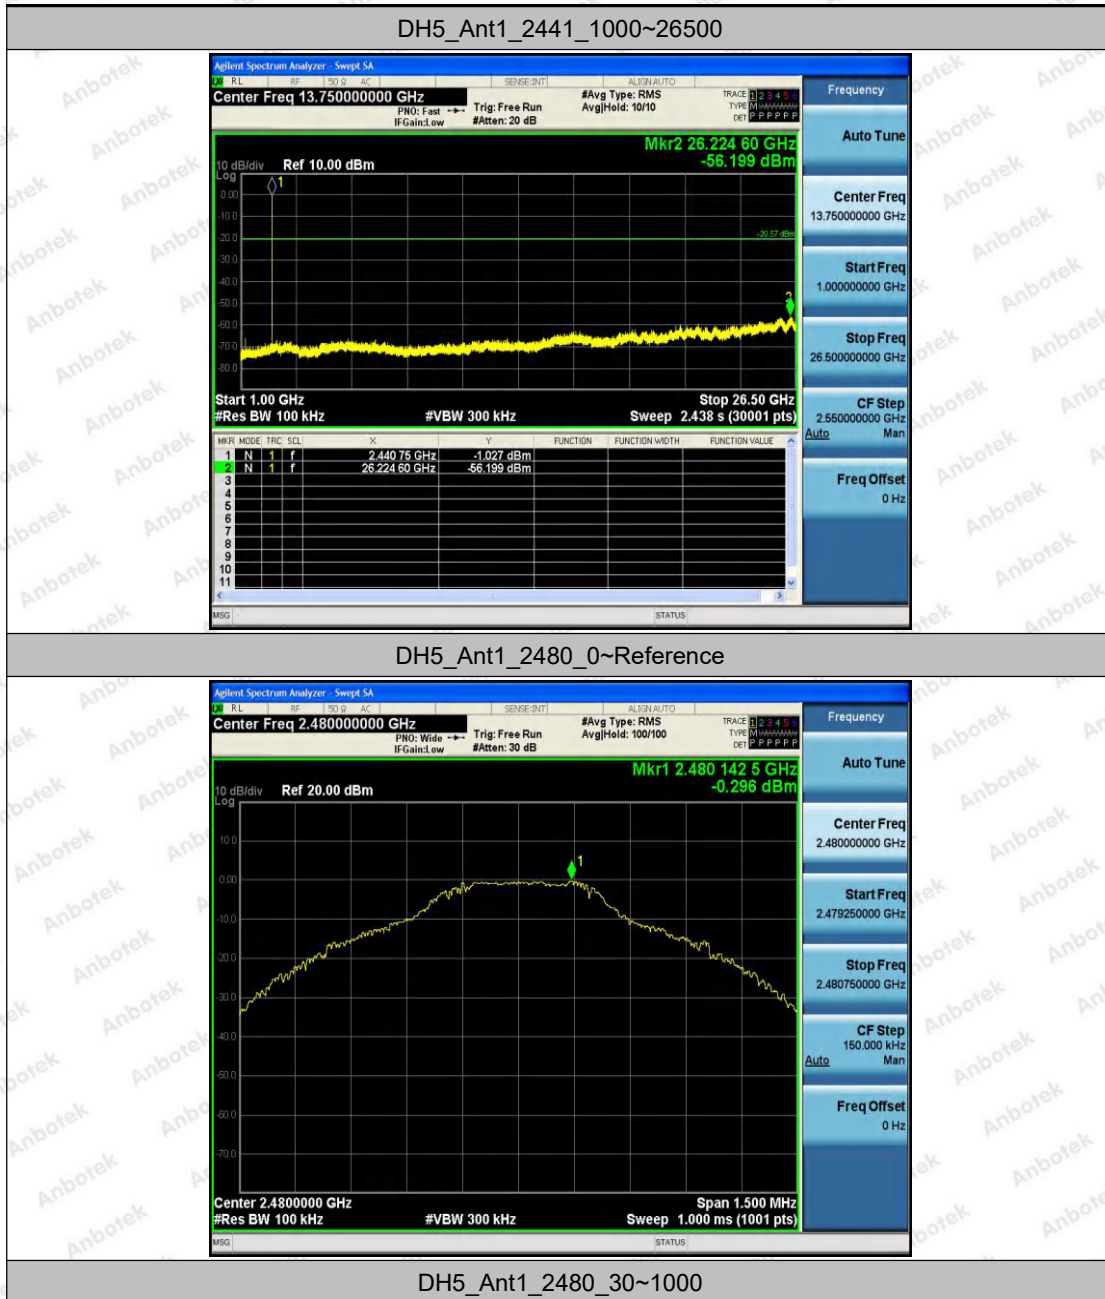 DH5_Ant1_2441_1000~26500
Agilent Spectrum Analyzer - Swept SA
RL RF 50 Ω AC SENSE:INT ALIGN AUTO
Center Freq 13.750000000 GHz
PNO: Fast
IFGain:Low
Trig: Free Run
#Atten: 20 dB
#Avg Type: RMS
Avg|Hold: 10/10
TRACE 1 2 3 4 5 6
TYPE M
DET P P P P P P
Mkr2 26.224 60 GHz
-56.199 dBm
10 dB/div Ref 10.00 dBm
Log
0.00
-10.0
-20.0
-30.0
-40.0
-50.0
-60.0
-70.0
-80.0
1
-20.57 dBm
2
Start 1.00 GHz Stop 26.50 GHz
#Res BW 100 kHz #VBW 300 kHz Sweep 2.438 s (30001 pts)
MKR MODE TRC SCL X Y FUNCTION FUNCTION WIDTH FUNCTION VALUE
1 N 1 f 2.440 75 GHz -1.027 dBm
2 N 1 f 26.224 60 GHz -56.199 dBm
3
4
5
6
7
8
9
10
11
MSG STATUS
Frequency
Auto Tune
Center Freq
13.750000000 GHz
Start Freq
1.000000000 GHz
Stop Freq
26.500000000 GHz
CF Step
2.550000000 GHz
Auto Man
Freq Offset
0 Hz
DH5_Ant1_2480_0~Reference
Agilent Spectrum Analyzer - Swept SA
RL RF 50 Ω AC SENSE:INT ALIGN AUTO
Center Freq 2.480000000 GHz
PNO: Wide
IFGain:Low
Trig: Free Run
#Atten: 30 dB
#Avg Type: RMS
Avg|Hold: 100/100
TRACE 1 2 3 4 5 6
TYPE M
DET P P P P P P
Mkr1 2.480 142 5 GHz
-0.296 dBm
10 dB/div Ref 20.00 dBm
Log
10.0
0.00
-10.0
-20.0
-30.0
-40.0
-50.0
-60.0
-70.0
1
Center 2.4800000 GHz Span 1.500 MHz
#Res BW 100 kHz #VBW 300 kHz Sweep 1.000 ms (1001 pts)
MSG STATUS
Frequency
Auto Tune
Center Freq
2.480000000 GHz
Start Freq
2.479250000 GHz
Stop Freq
2.480750000 GHz
CF Step
150.000 kHz
Auto Man
Freq Offset
0 Hz
DH5_Ant1_2480_30~1000